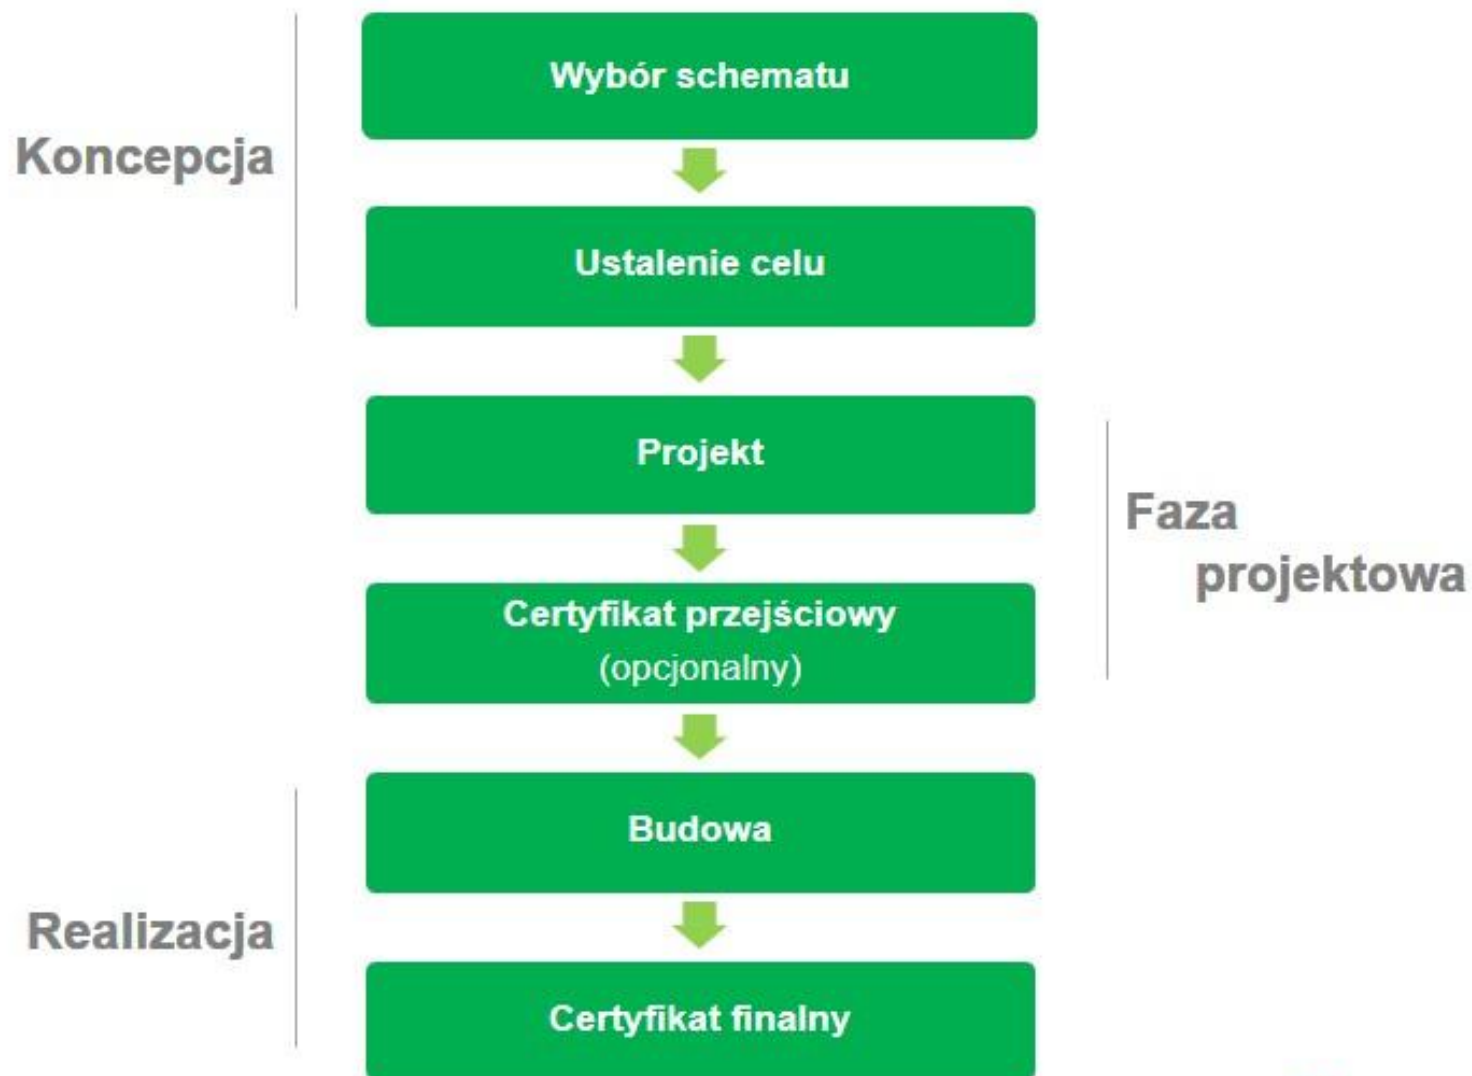 Koncepcja
Wybór schematu
Ustalenie celu
Projekt
Certyfikat przejściowy
(opcjonalny)
Faza
projektowa
Realizacja
Budowa
Certyfikat finalny